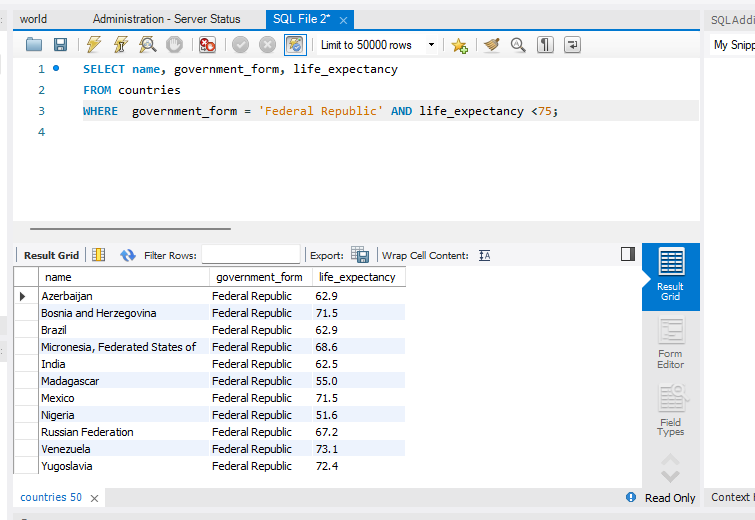 world Administration - Server Status SQL File 2* × SQLAddi
Limit to 50000 rows My Snipp
1 SELECT name, government_form, life_expectancy
2 FROM countries
3 WHERE  government_form = 'Federal Republic' AND life_expectancy <75;
4
Result Grid Filter Rows: Export: Wrap Cell Content:
name government_form life_expectancy
Azerbaijan Federal Republic 62.9
Bosnia and Herzegovina Federal Republic 71.5
Brazil Federal Republic 62.9
Micronesia, Federated States of Federal Republic 68.6
India Federal Republic 62.5
Madagascar Federal Republic 55.0
Mexico Federal Republic 71.5
Nigeria Federal Republic 51.6
Russian Federation Federal Republic 67.2
Venezuela Federal Republic 73.1
Yugoslavia Federal Republic 72.4
Result
Grid
Form
Editor
Field
Types
countries 50 × Read Only Context